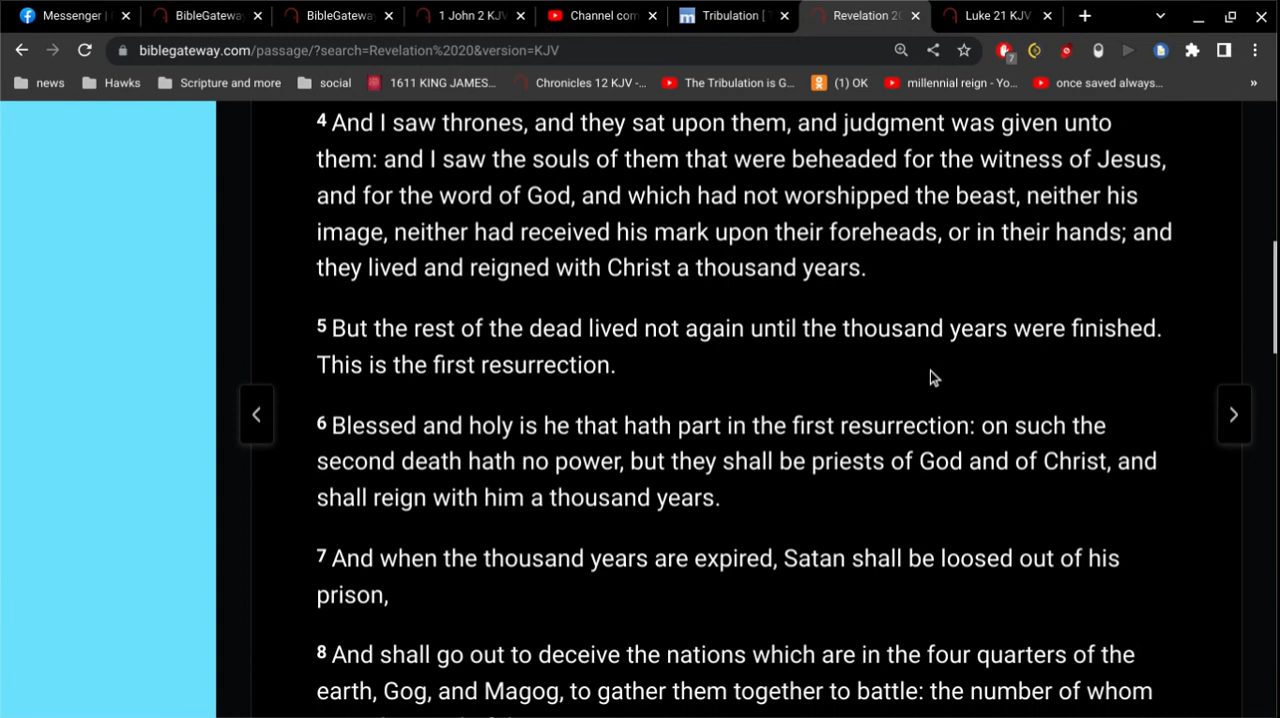 Messenger |
BibleGateway
BibleGateway
1 John 2 KJV
Channel com
Tribulation [ T
Revelation 20
Luke 21 KJV
biblegateway.com/passage/?search=Revelation%2020&version=KJV
7
news
Hawks
Scripture and more
social
1611 KING JAMES...
Chronicles 12 KJV -...
The Tribulation is G...
(1) OK
millennial reign - Yo...
once saved always...
»
4 And I saw thrones, and they sat upon them, and judgment was given unto
them: and I saw the souls of them that were beheaded for the witness of Jesus,
and for the word of God, and which had not worshipped the beast, neither his
image, neither had received his mark upon their foreheads, or in their hands; and
they lived and reigned with Christ a thousand years.
5 But the rest of the dead lived not again until the thousand years were finished.
This is the first resurrection.
6 Blessed and holy is he that hath part in the first resurrection: on such the
second death hath no power, but they shall be priests of God and of Christ, and
shall reign with him a thousand years.
7 And when the thousand years are expired, Satan shall be loosed out of his
prison,
8 And shall go out to deceive the nations which are in the four quarters of the
earth, Gog, and Magog, to gather them together to battle: the number of whom